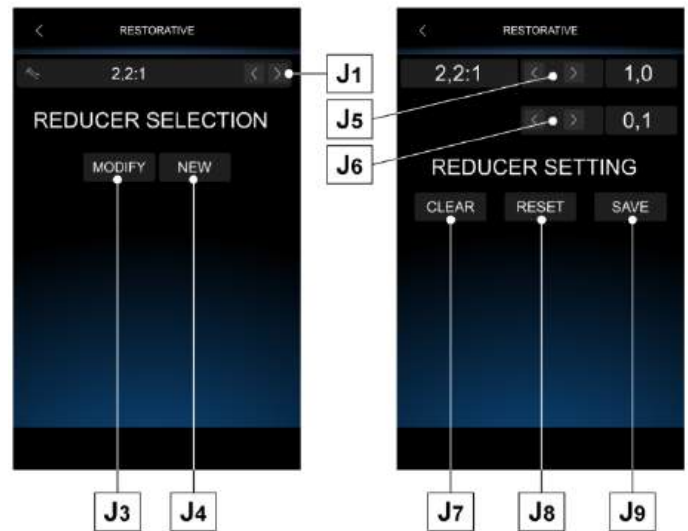 RESTORATIVE
2,2:1
J1
REDUCER SELECTION
MODIFY NEW
J3 J4
RESTORATIVE
2,2:1 1,0
J5
0,1
J6
REDUCER SETTING
CLEAR RESET SAVE
J7 J8 J9